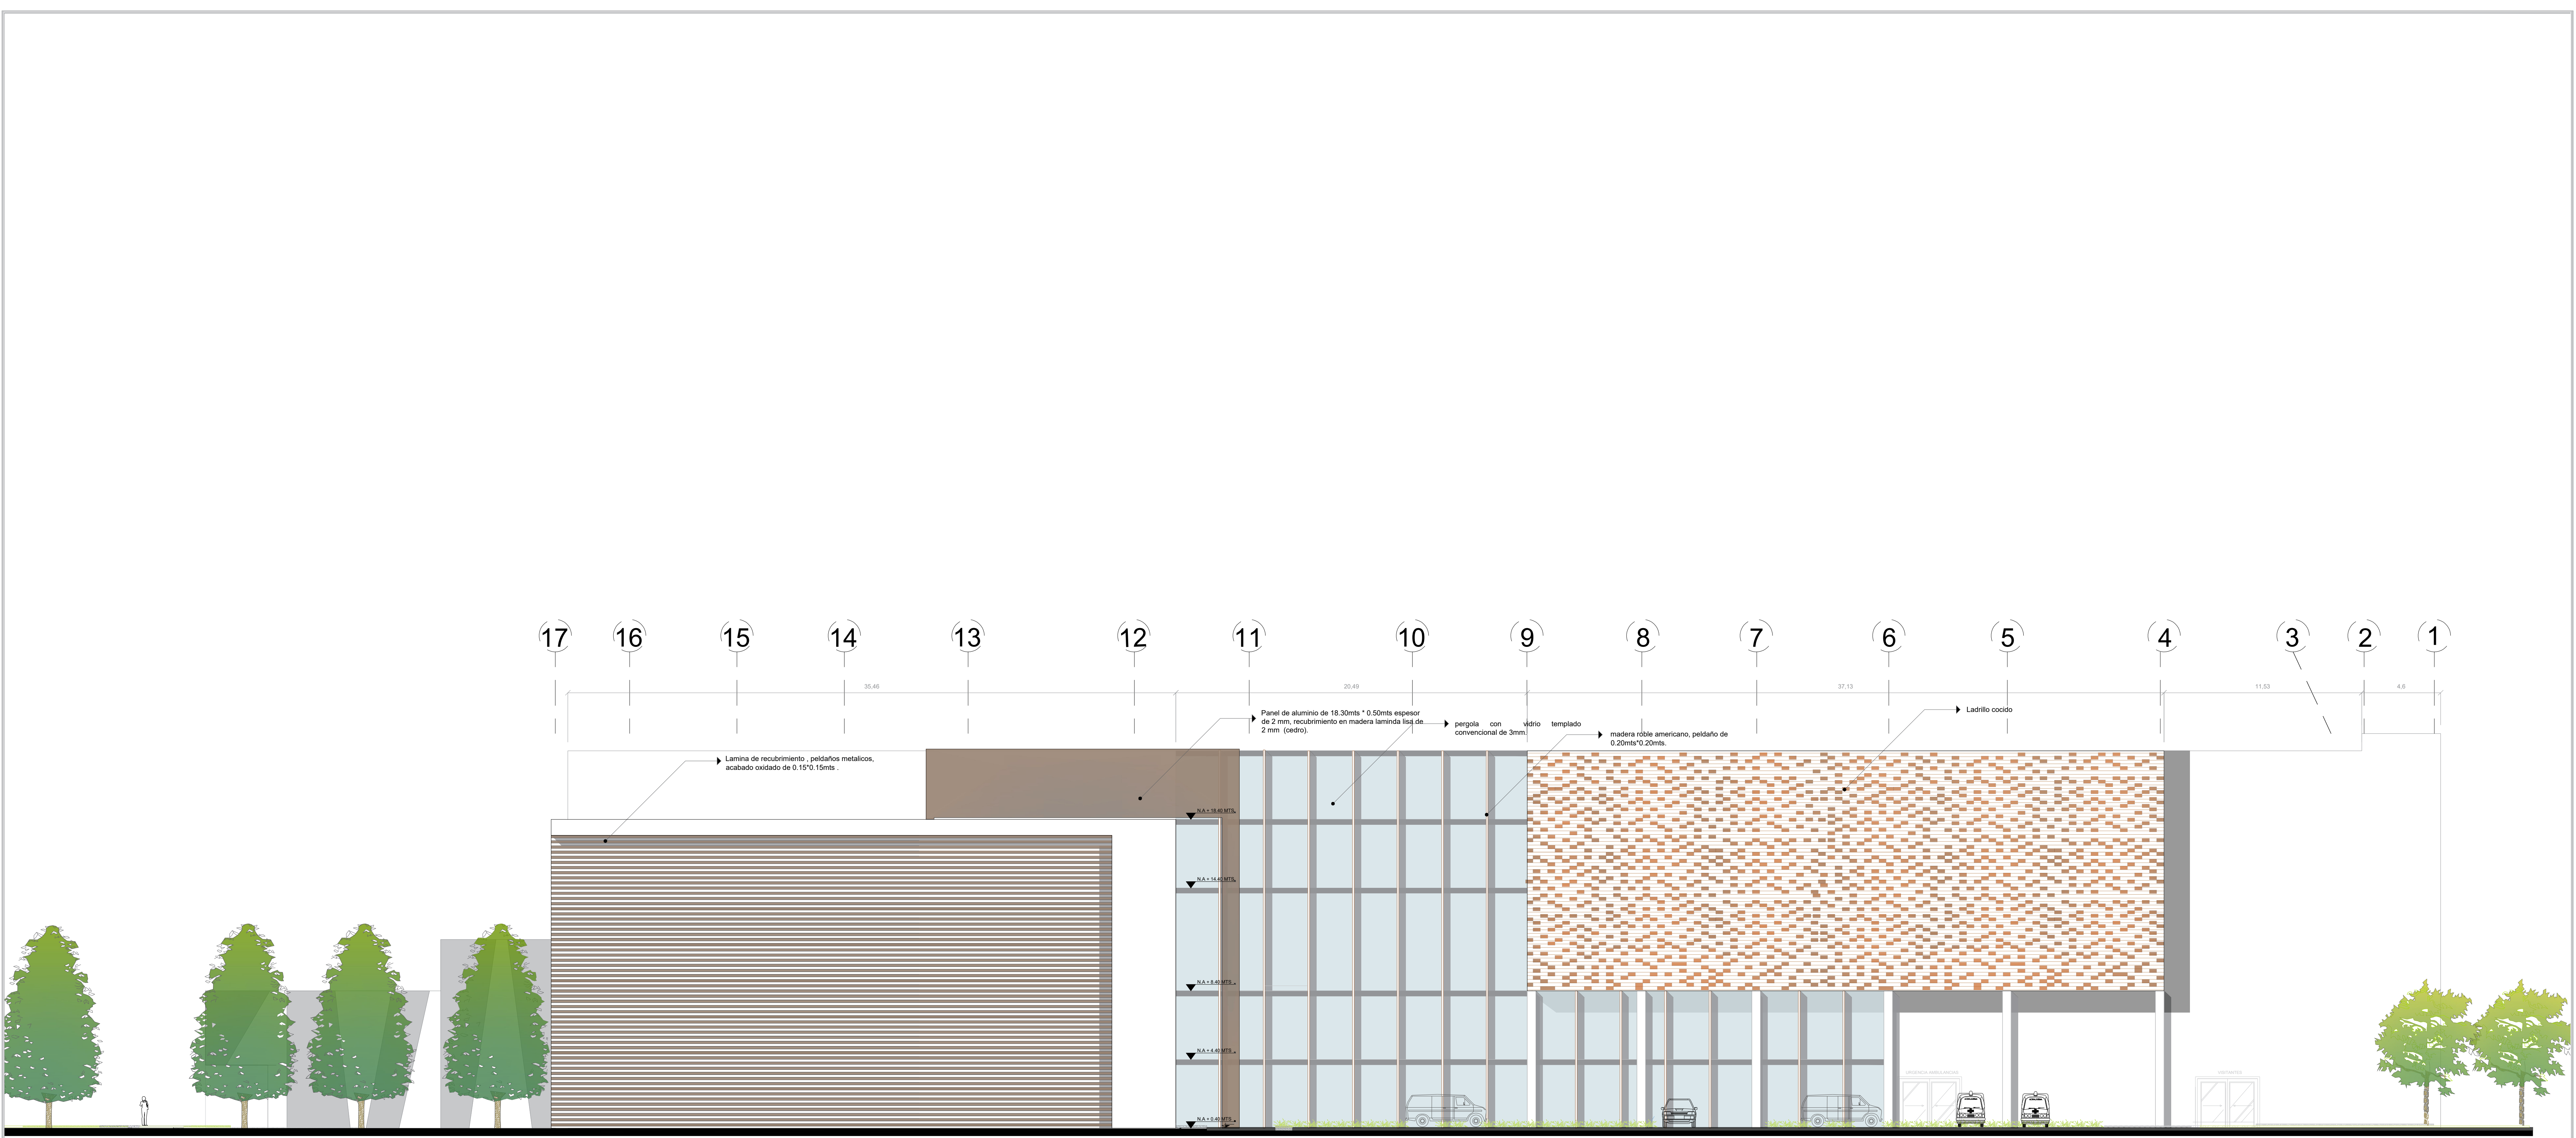 17 16 15 14 13 12 11 10 9 8 7 6 5 4 3 2 1
35,46 20,49 37,13 11,53 4,6
Panel de aluminio de 18.30mts * 0.50mts espesor
de 2 mm, recubrimiento en madera laminda lisa de
2 mm (cedro).
pergola con vidrio templado
convencional de 3mm.
madera roble americano, peldaño de
0.20mts*0.20mts.
Ladrillo cocido
Lamina de recubrimiento , peldaños metalicos,
acabado oxidado de 0.15*0.15mts .
N.A + 18.40 MTS
N.A + 14.40 MTS
N.A + 8.40 MTS
N.A + 4.40 MTS
N.A + 0.40 MTS
VISITANTES